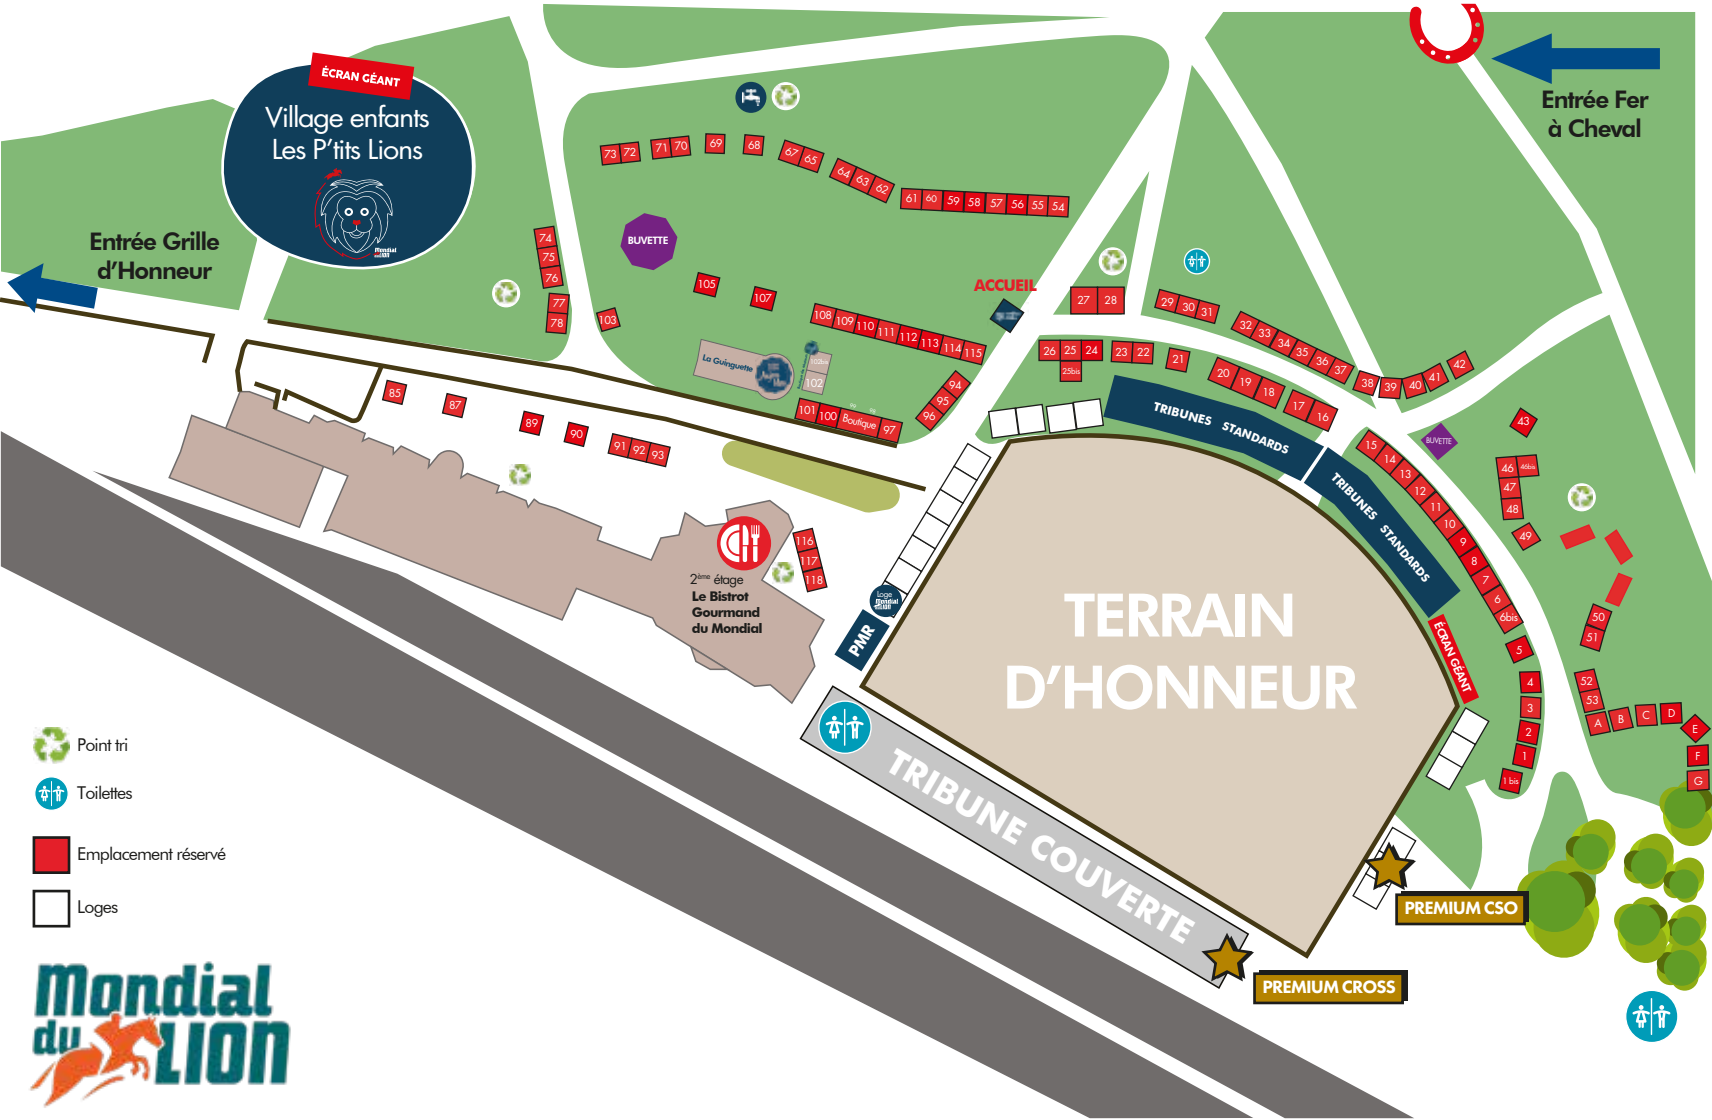 ÉCRAN GÉANT
Village enfants
Les P'tits Lions
Mondial
LION
Entrée Grille
d'Honneur
Entrée Fer
à Cheval
73 72 71 70 69 68 67 65 64 63 62 61 60 59 58 57 56 55 54
74
75
76
77
78
BUVETTE
105
107
103
108 109 110 111 112 113 114 115
ACCUEIL
27 28
29 30 31
32 33 34 35 36 37 38 39 40 41 42
26 25 24 23 22 21 20 19 18 17 16
25bis
La Guinguette
102bis
102
94
95
96
101 100 Boutique 97
85 87 89 90 91 92 93
TRIBUNES STANDARDS
TRIBUNES STANDARDS
BUVETTE
43
15
14
13
12
11
10
9
8
7
6
6bis
5
4
3
2
1
1 bis
46 46bis
47
48
49
50
51
52
53
A B C D E F G
116
117
118
2ème étage
Le Bistrot
Gourmand
du Mondial
Loge
Mondial
LION
PMR
ÉCRAN GÉANT
TERRAIN
D'HONNEUR
TRIBUNE COUVERTE
PREMIUM CSO
PREMIUM CROSS
Point tri
Toilettes
Emplacement réservé
Loges
Mondial
du LION